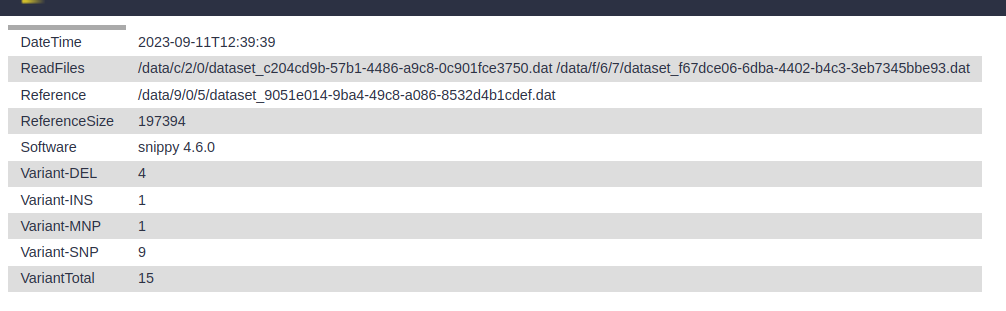 DateTime 2023-09-11T12:39:39
ReadFiles /data/c/2/0/dataset_c204cd9b-57b1-4486-a9c8-0c901fce3750.dat /data/f/6/7/dataset_f67dce06-6dba-4402-b4c3-3eb7345bbe93.dat
Reference /data/9/0/5/dataset_9051e014-9ba4-49c8-a086-8532d4b1cdef.dat
ReferenceSize 197394
Software snippy 4.6.0
Variant-DEL 4
Variant-INS 1
Variant-MNP 1
Variant-SNP 9
VariantTotal 15